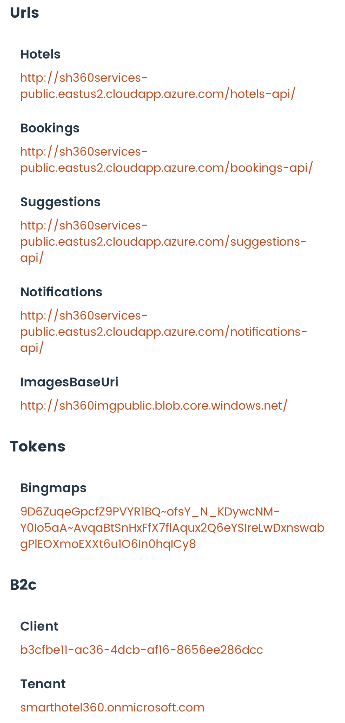 Urls
Hotels
http://sh360services-
public.eastus2.cloudapp.azure.com/hotels-api/
Bookings
http://sh360services-
public.eastus2.cloudapp.azure.com/bookings-api/
Suggestions
http://sh360services-
public.eastus2.cloudapp.azure.com/suggestions-
api/
Notifications
http://sh360services-
public.eastus2.cloudapp.azure.com/notifications-
api/
ImagesBaseUri
http://sh360imgpublic.blob.core.windows.net/
Tokens
Bingmaps
9D6ZuqeGpcfZ9PVYR1BQ~ofsY_N_KDywcNM-
Y0Io5aA~AvqaBtSnHxFfX7flAqux2Q6eYSIreLwDxnswab
gPlEOXmoEXXt6u1O6In0hqICy8
B2c
Client
b3cfbe11-ac36-4dcb-af16-8656ee286dcc
Tenant
smarthotel360.onmicrosoft.com